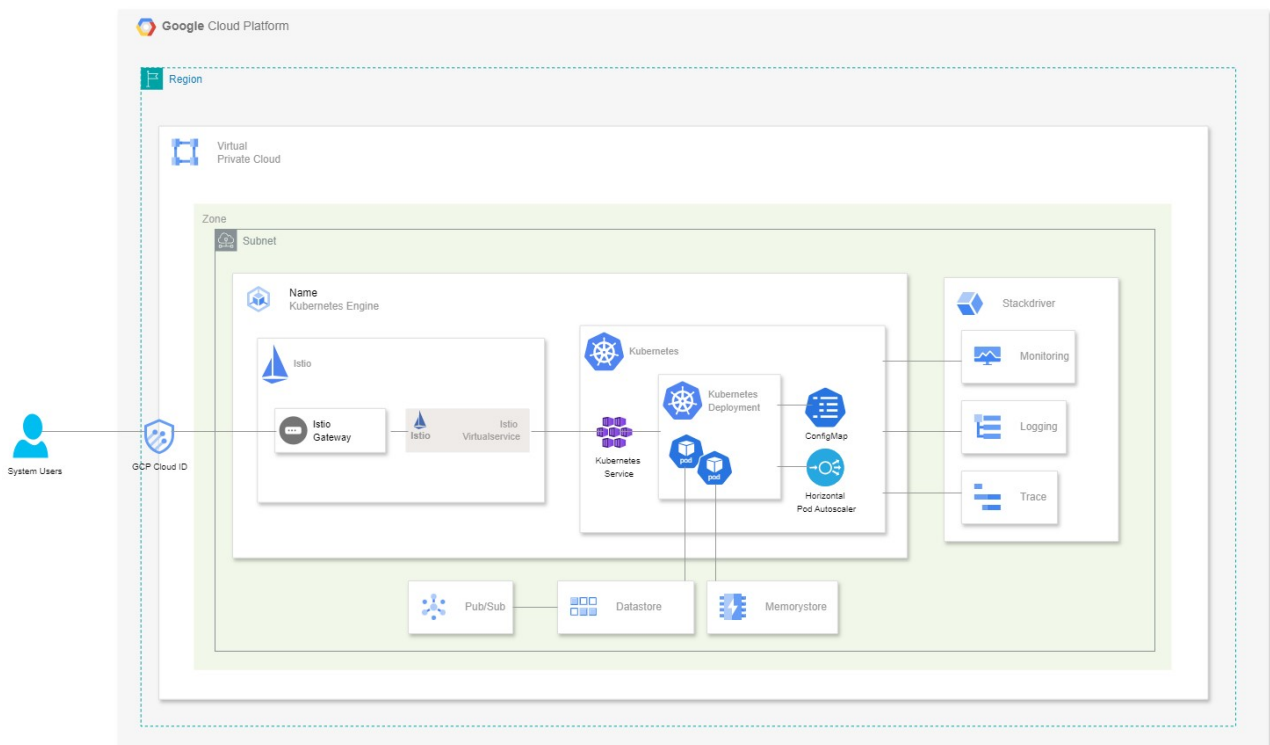 Google Cloud Platform
Region
Virtual
Private Cloud
Zone
Subnet
Name
Kubernetes Engine
Stackdriver
Istio
Kubernetes
Monitoring
Kubernetes
Deployment
Istio
Gateway
Istio
Istio
Virtualservice
ConfigMap
Logging
System Users
GCP Cloud ID
Kubernetes
Service
pod
pod
Horizontal
Pod Autoscaler
Trace
Pub/Sub
Datastore
Memorystore